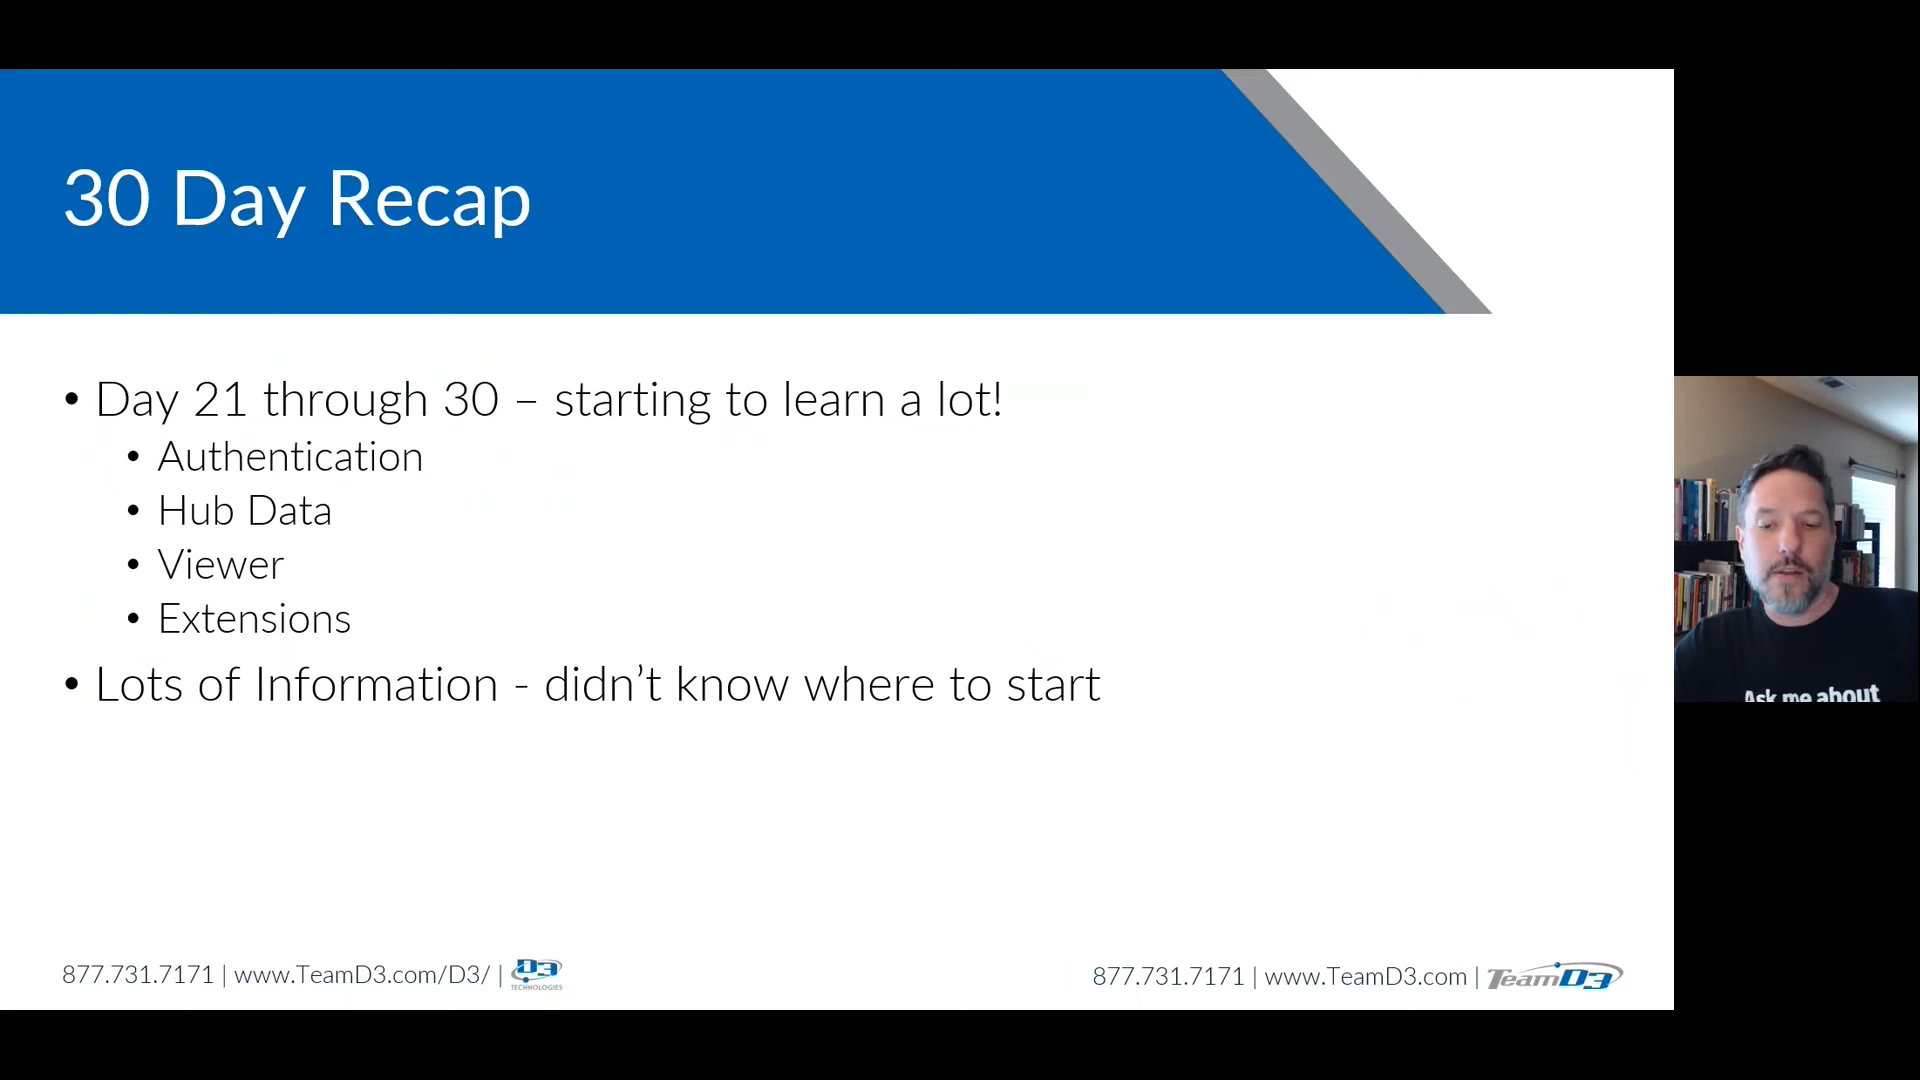 30 Day Recap
• Day 21 through 30 – starting to learn a lot!
• Authentication
• Hub Data
• Viewer
• Extensions
• Lots of Information - didn’t know where to start
877.731.7171 | www.TeamD3.com/D3/ | D3 TECHNOLOGIES
877.731.7171 | www.TeamD3.com | TeamD3
Ask me about